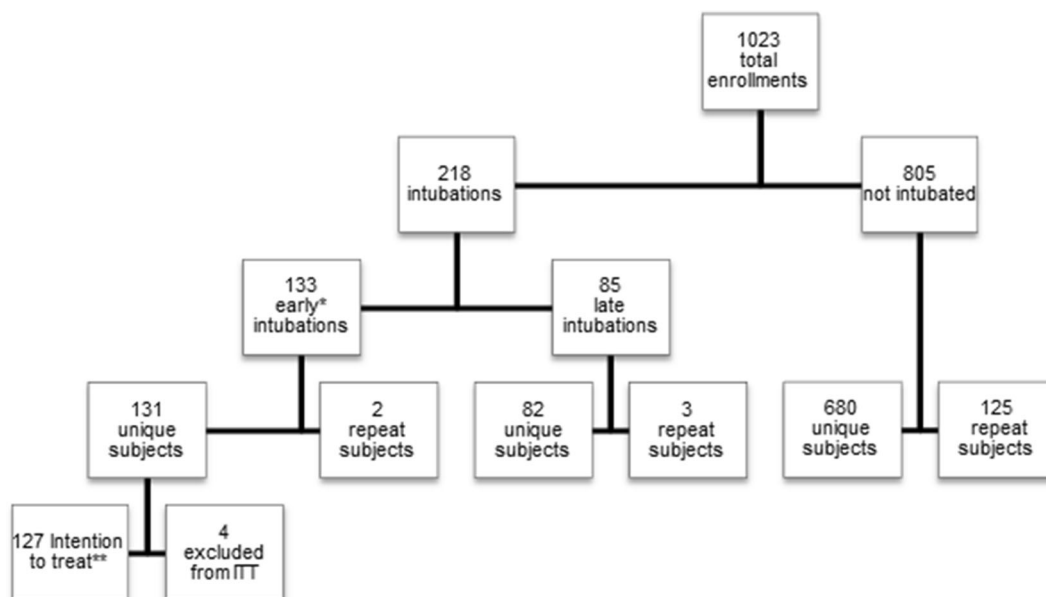 1023
total
enrollments
218
intubations
805
not intubated
133
early*
intubations
85
late
intubations
131
unique
subjects
2
repeat
subjects
82
unique
subjects
3
repeat
subjects
680
unique
subjects
125
repeat
subjects
127 Intention
to treat**
4
excluded
from ITT